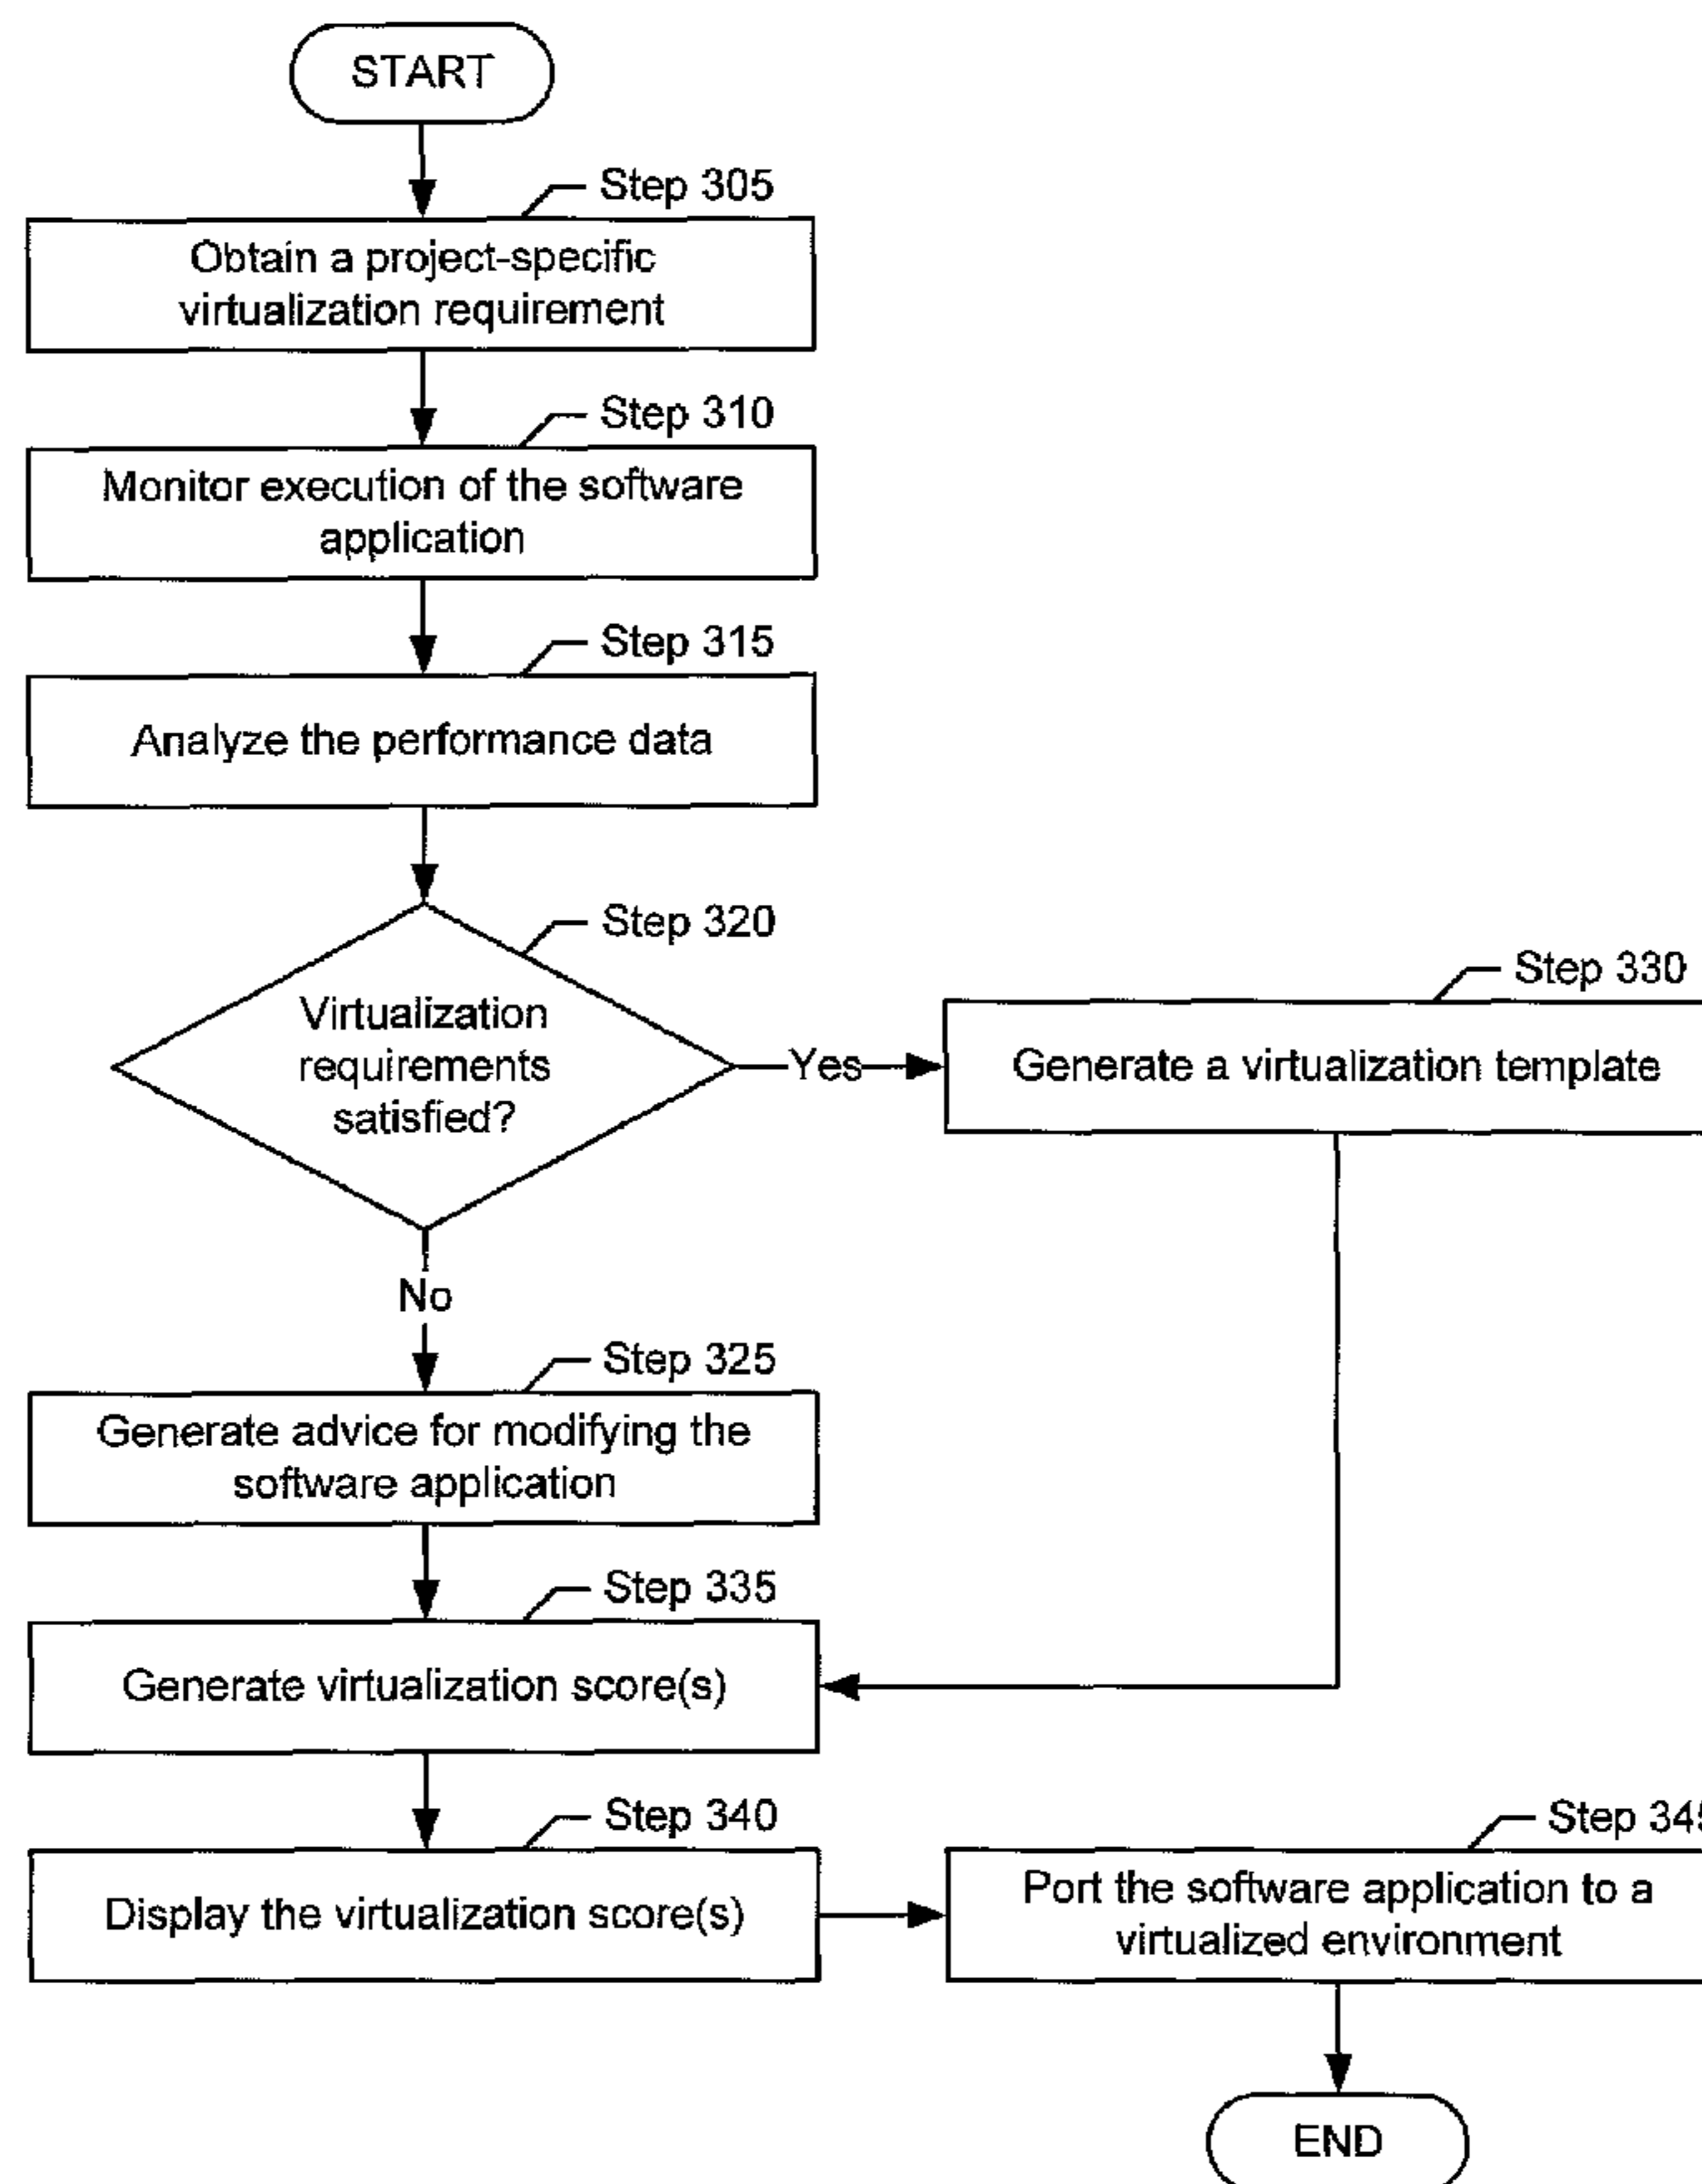 START
Step 305
Obtain a project-specific
virtualization requirement
Step 310
Monitor execution of the software
application
Step 315
Analyze the performance data
Step 320
Virtualization
requirements
satisfied?
Yes
Step 330
Generate a virtualization template
No
Step 325
Generate advice for modifying the
software application
Step 335
Generate virtualization score(s)
Step 340
Display the virtualization score(s)
Step 345
Port the software application to a
virtualized environment
END